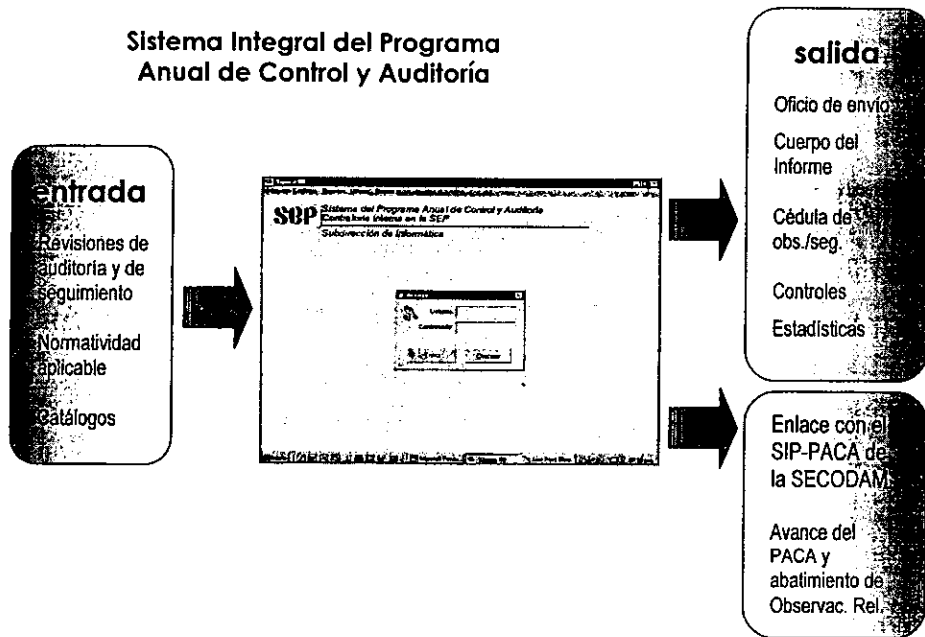 Sistema Integral del Programa
Anual de Control y Auditoría
entrada
Revisiones de
auditoría y de
seguimiento
Normatividad
aplicable
Catálogos
SEP
Sistema del Programa Anual de Control y Auditoría
Contraloría Interna en la SEP
Subdirección de Informática
salida
Oficio de envío
Cuerpo del
Informe
Cédula de
obs./seg.
Controles
Estadísticas
Enlace con el
SIP-PACA de
la SECODAM
Avance del
PACA y
abatimiento de
Observac. Rel.